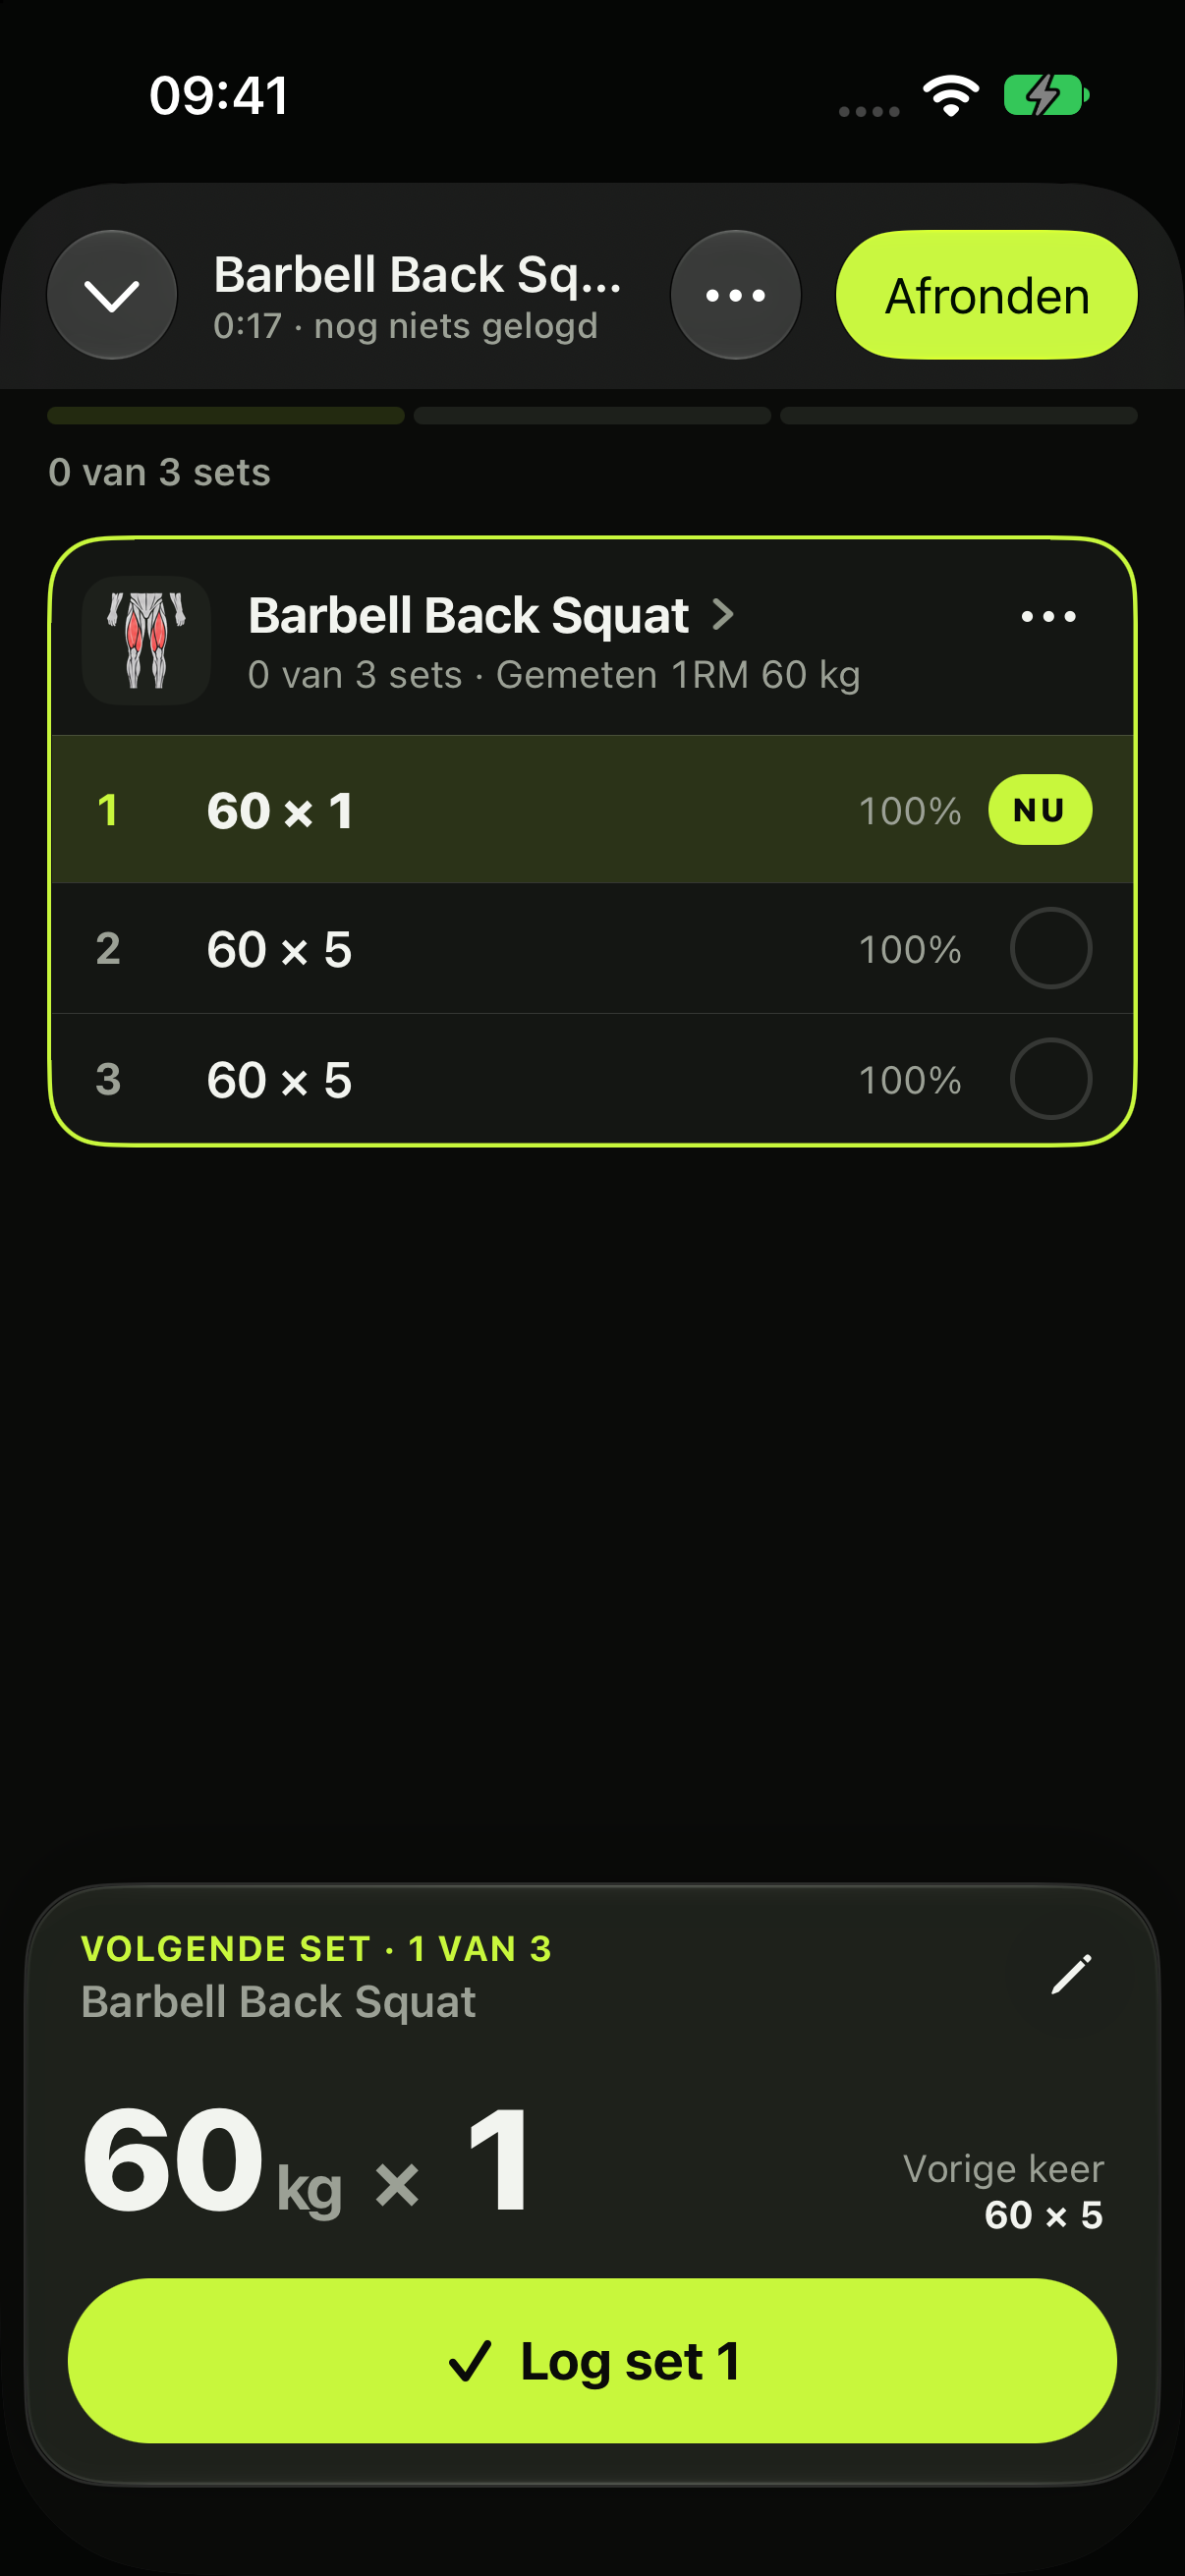 09:41
Barbell Back Sq...
0:17 · nog niets gelogd
Afronden
0 van 3 sets
Barbell Back Squat
0 van 3 sets · Gemeten 1RM 60 kg
1 60 × 1 100% NU
2 60 × 5 100%
3 60 × 5 100%
VOLGENDE SET · 1 VAN 3
Barbell Back Squat
60 kg × 1
Vorige keer
60 × 5
Log set 1